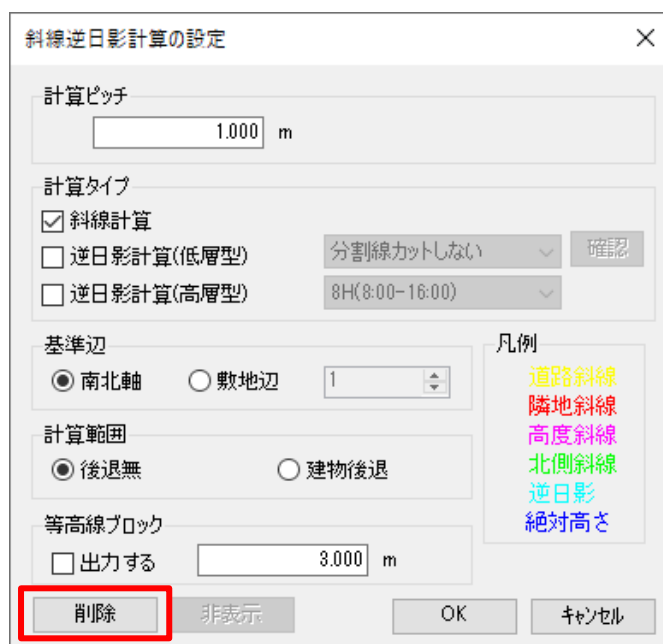 斜線逆日影計算の設定
計算ピッチ
1.000 m
計算タイプ
斜線計算
逆日影計算(低層型) 分割線カットしない 確認
逆日影計算(高層型) 8H(8:00-16:00)
基準辺
南北軸 敷地辺 1
計算範囲
後退無 建物後退
等高線ブロック
出力する 3.000 m
凡例
道路斜線
隣地斜線
高度斜線
北側斜線
逆日影
絶対高さ
削除 非表示 OK キャンセル